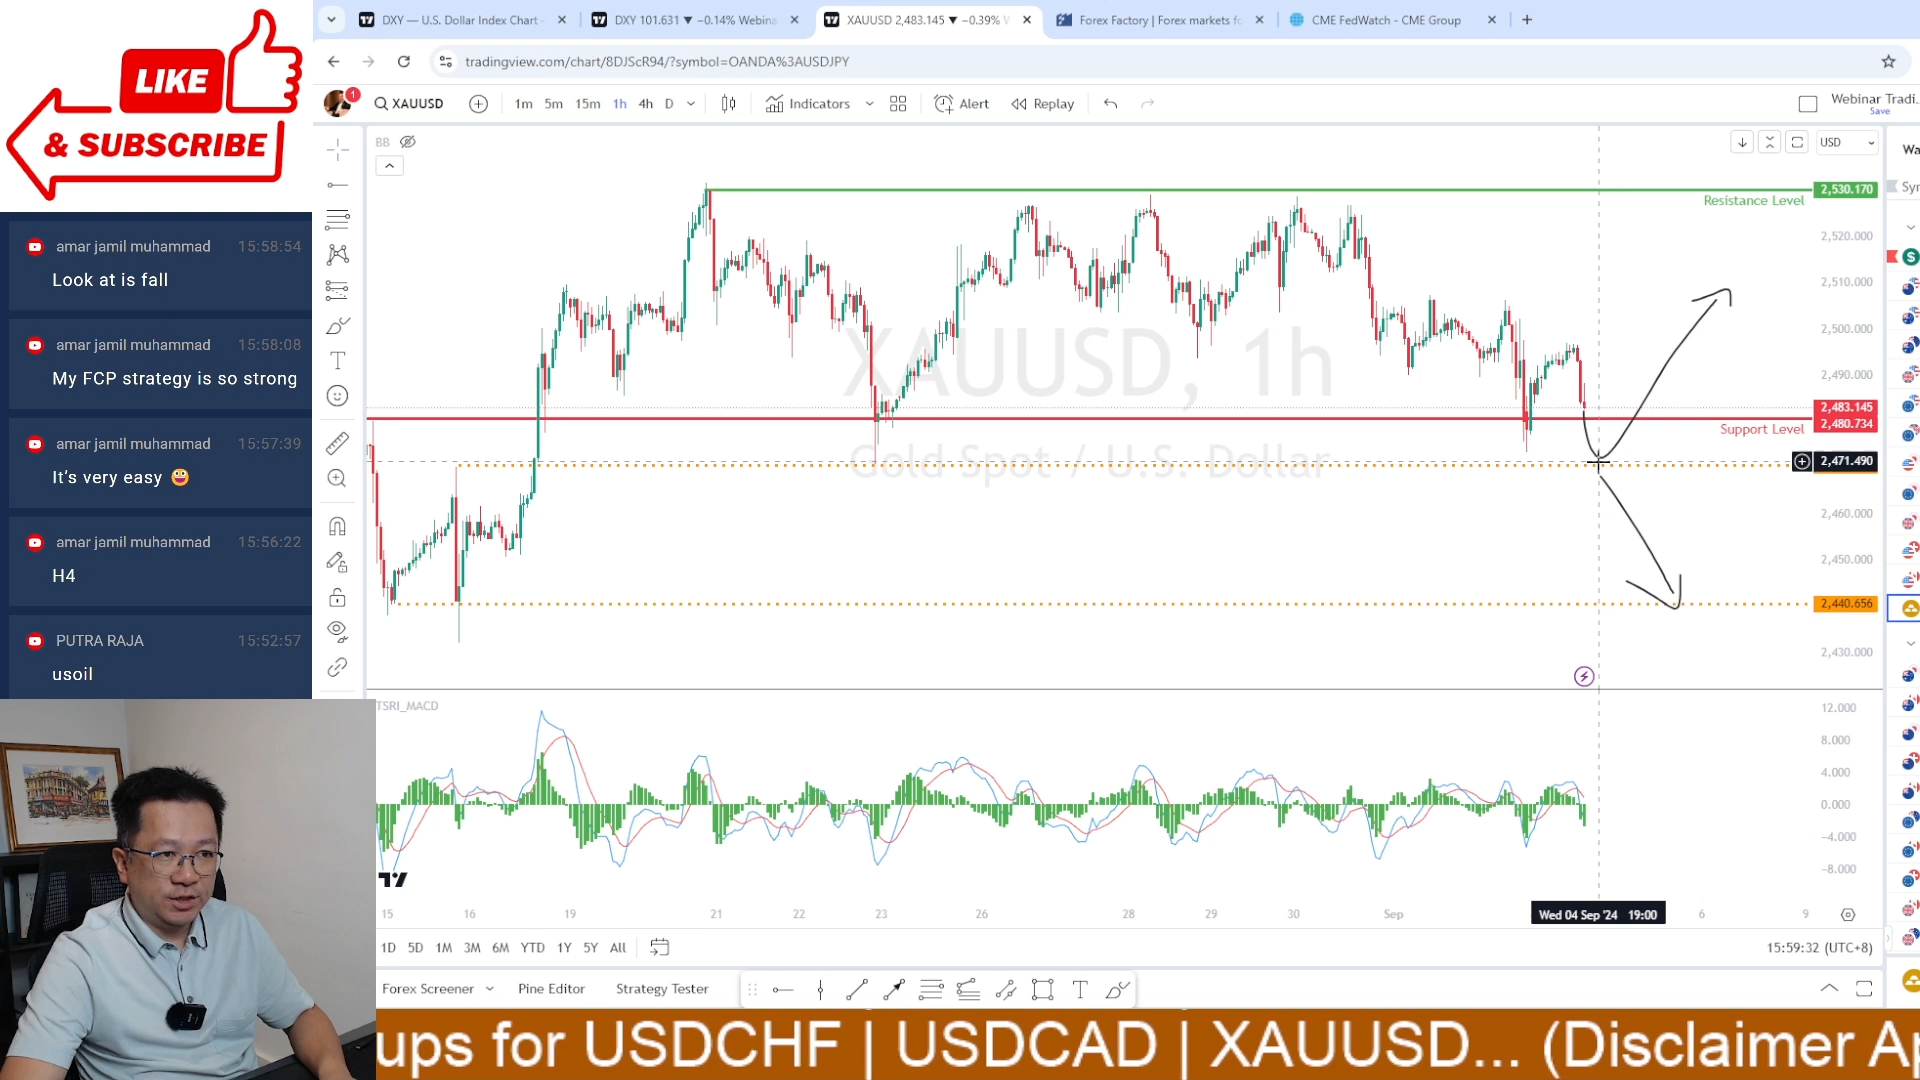 LIKE
& SUBSCRIBE
amar jamil muhammad 15:58:54
Look at is fall
amar jamil muhammad 15:58:08
My FCP strategy is so strong
amar jamil muhammad 15:57:39
It's very easy 😜
amar jamil muhammad 15:56:22
H4
PUTRA RAJA 15:52:57
usoil
DXY — U.S. Dollar Index Chart
DXY 101.631 ▼ −0.14% Webina
XAUUSD 2,483.145 ▼ −0.39%
Forex Factory | Forex markets fo
CME FedWatch - CME Group
tradingview.com/chart/8DJScR94/?symbol=OANDA%3AUSDJPY
1
XAUUSD
1m 5m 15m 1h 4h D
Indicators
Alert
Replay
Webinar Tradi...
Save
BB
USD
Wa
Syr
2,530.170
Resistance Level
2,520.000
2,510.000
2,500.000
2,490.000
2,483.145
2,480.734
Support Level
2,471.490
2,460.000
2,450.000
2,440.656
2,430.000
XAUUSD, 1h
Gold Spot / U.S. Dollar
TSRI_MACD
12.000
8.000
4.000
0.000
−4.000
−8.000
15 16 19 21 22 23 26 28 29 30 Sep Wed 04 Sep '24 19:00 6 9
1D 5D 1M 3M 6M YTD 1Y 5Y All
15:59:32 (UTC+8)
Forex Screener
Pine Editor
Strategy Tester
ups for USDCHF | USDCAD | XAUUSD... (Disclaimer Ap